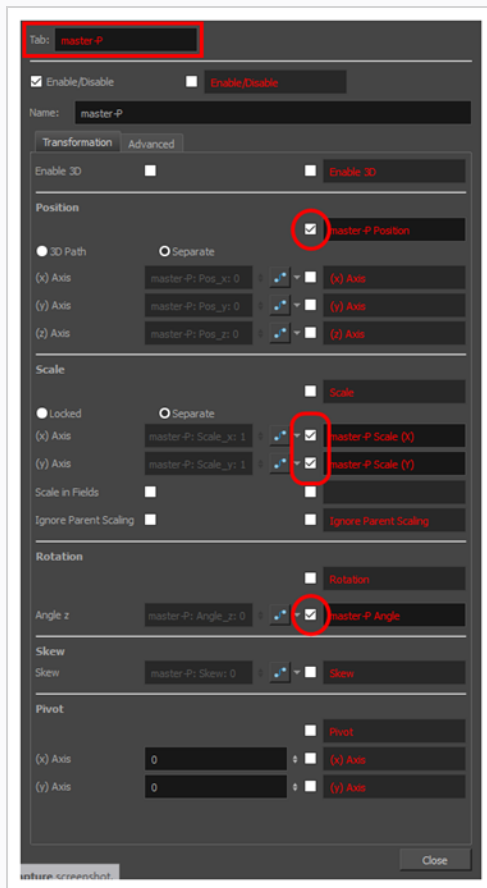 Tab: master-P
Enable/Disable Enable/Disable
Name: master-P
Transformation Advanced
Enable 3D Enable 3D
Position
master-P Position
3D Path Separate
(x) Axis master-P: Pos_x: 0 (x) Axis
(y) Axis master-P: Pos_y: 0 (y) Axis
(z) Axis master-P: Pos_z: 0 (z) Axis
Scale
Scale
Locked Separate
(x) Axis master-P: Scale_x: 1 master-P Scale (X)
(y) Axis master-P: Scale_y: 1 master-P Scale (Y)
Scale in Fields
Ignore Parent Scaling Ignore Parent Scaling
Rotation
Rotation
Angle z master-P: Angle_z: 0 master-P Angle
Skew
Skew master-P: Skew: 0 Skew
Pivot
Pivot
(x) Axis 0 (x) Axis
(y) Axis 0 (y) Axis
Close
screenshot.